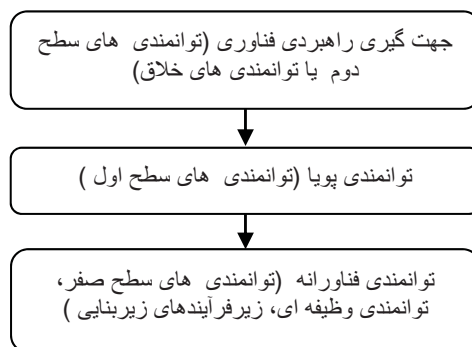 جهت گیری راهبردی فناوری (توانمندی های سطح
دوم یا توانمندی های خلاق)
توانمندی پویا (توانمندی های سطح اول )
توانمندی فناورانه (توانمندی های سطح صفر،
توانمندی وظیفه ای، زیرفرآیندهای زیربنایی )